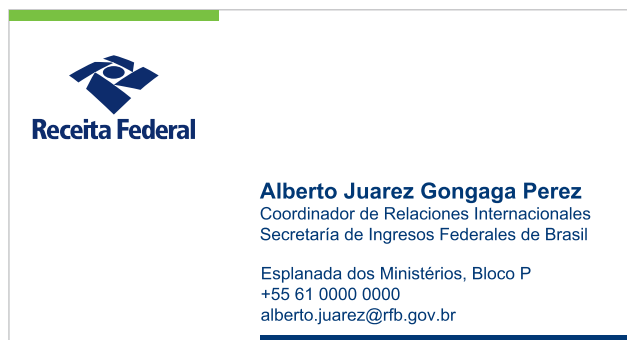 Receita Federal
Alberto Juarez Gongaga Perez
Coordinador de Relaciones Internacionales
Secretaría de Ingresos Federales de Brasil
Esplanada dos Ministérios, Bloco P
+55 61 0000 0000
alberto.juarez@rfb.gov.br